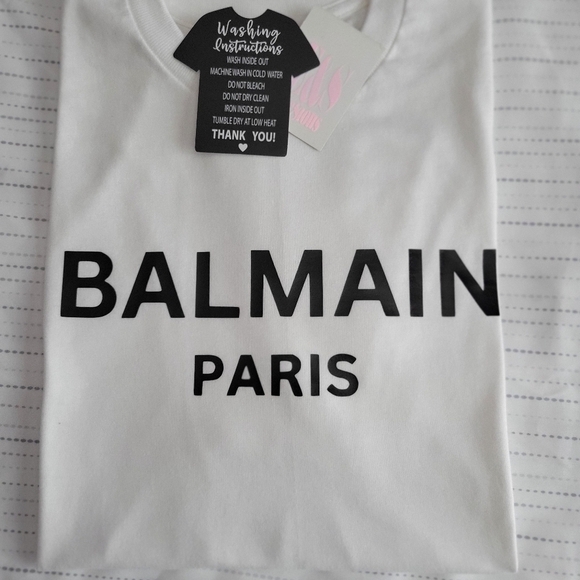 Washing
Instructions
WASH INSIDE OUT
MACHINE WASH IN COLD WATER
DO NOT BLEACH
DO NOT DRY CLEAN
IRON INSIDE OUT
TUMBLE DRY AT LOW HEAT
THANK YOU!
BALMAIN
PARIS